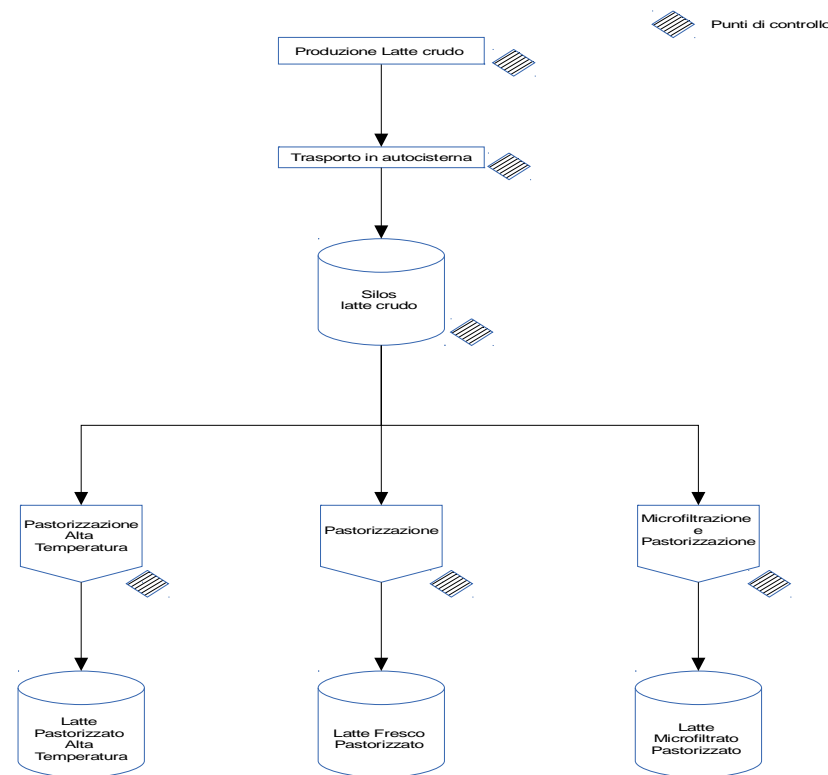 Punti di controllo
Produzione Latte crudo
Trasporto in autocisterna
Silos
latte crudo
Pastorizzazione
Alta
Temperatura
Pastorizzazione
Microfiltrazione
e
Pastorizzazione
Latte
Pastorizzato
Alta
Temperatura
Latte Fresco
Pastorizzato
Latte
Microfiltrato
Pastorizzato